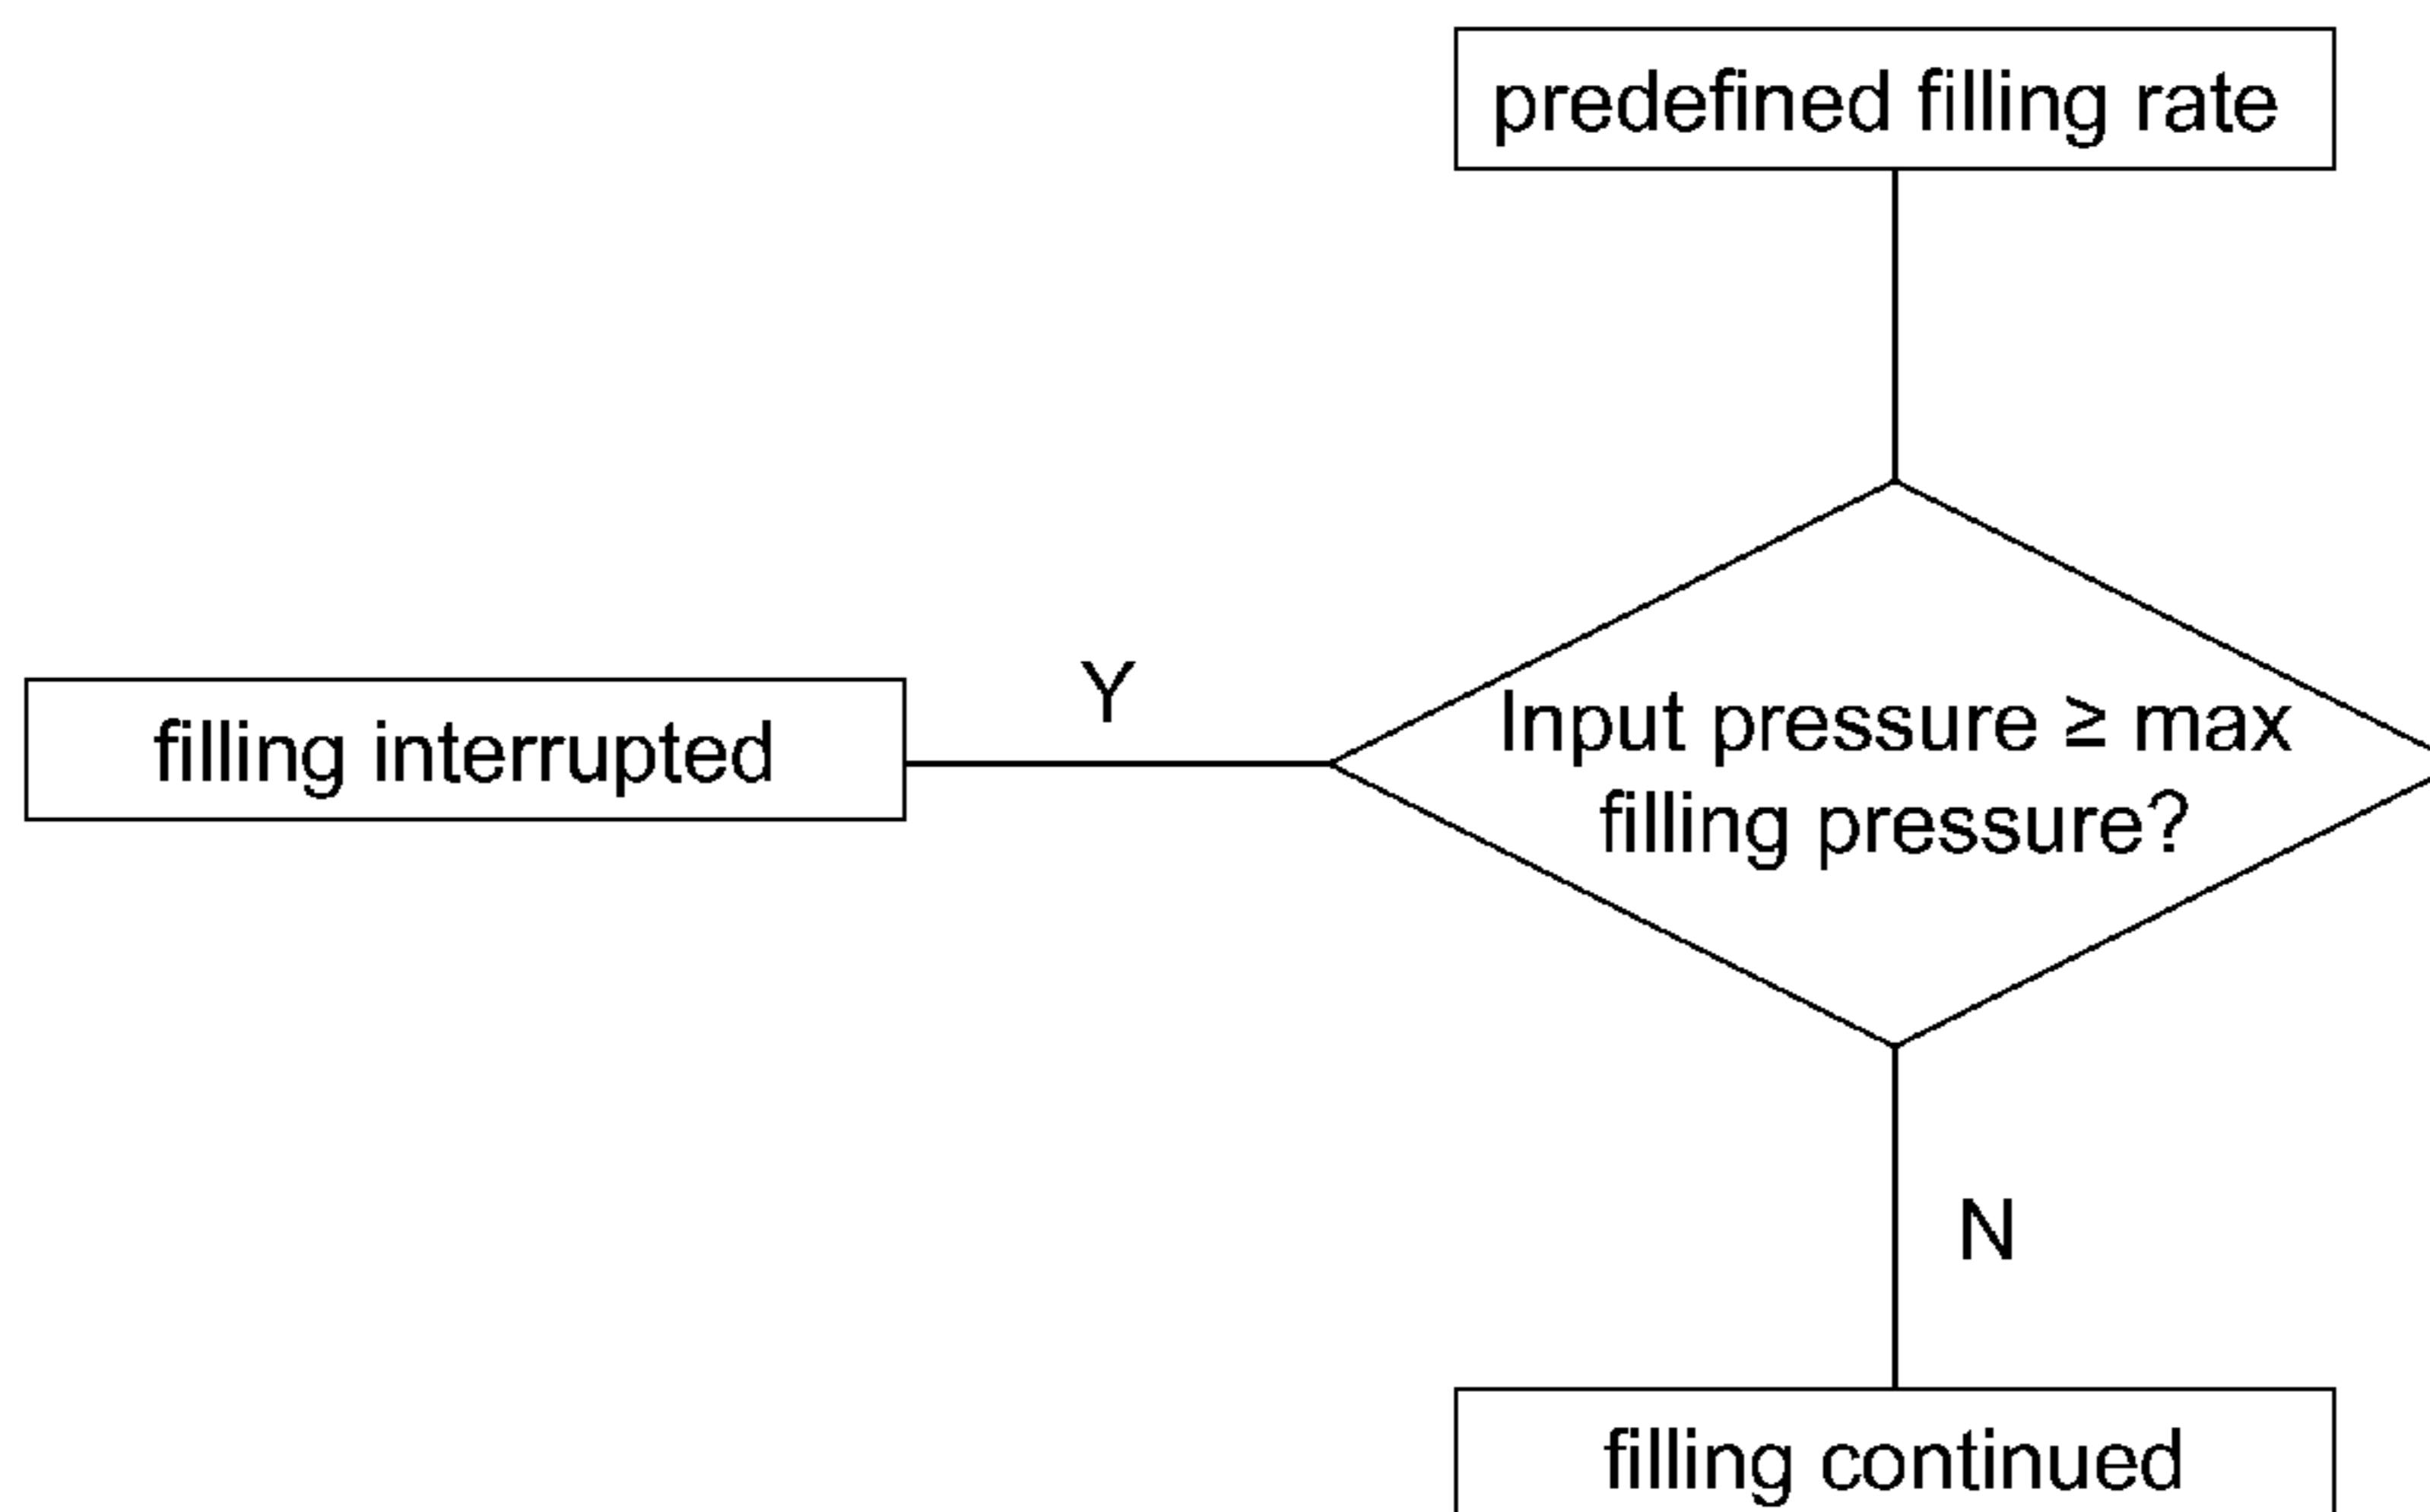 predefined filling rate
Y
filling interrupted
Input pressure ≥ max
filling pressure?
N
filling continued